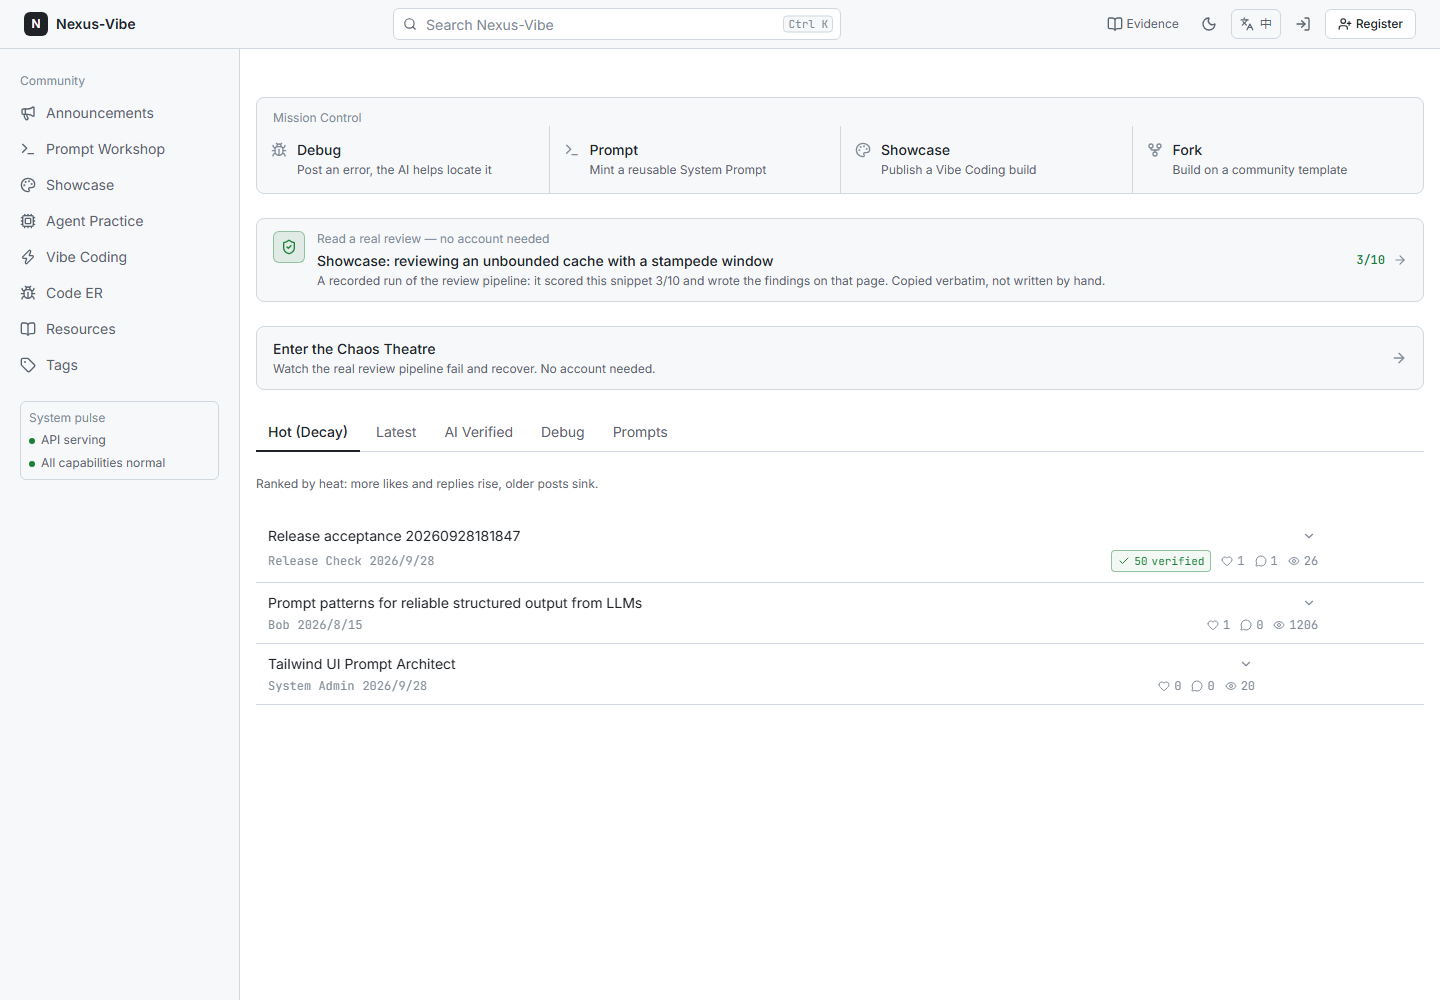 N Nexus-Vibe
Search Nexus-Vibe Ctrl K
Evidence 中 Register
Community
Announcements
Prompt Workshop
Showcase
Agent Practice
Vibe Coding
Code ER
Resources
Tags
System pulse
API serving
All capabilities normal
Mission Control
Debug
Post an error, the AI helps locate it
Prompt
Mint a reusable System Prompt
Showcase
Publish a Vibe Coding build
Fork
Build on a community template
Read a real review — no account needed
Showcase: reviewing an unbounded cache with a stampede window
A recorded run of the review pipeline: it scored this snippet 3/10 and wrote the findings on that page. Copied verbatim, not written by hand.
3/10
Enter the Chaos Theatre
Watch the real review pipeline fail and recover. No account needed.
Hot (Decay) Latest AI Verified Debug Prompts
Ranked by heat: more likes and replies rise, older posts sink.
Release acceptance 20260928181847
Release Check 2026/9/28 50 verified 1 1 26
Prompt patterns for reliable structured output from LLMs
Bob 2026/8/15 1 0 1206
Tailwind UI Prompt Architect
System Admin 2026/9/28 0 0 20